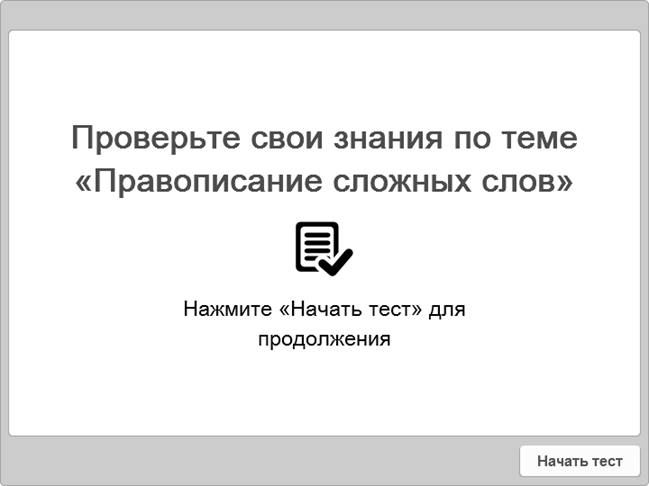 Проверьте свои знания по теме
«Правописание сложных слов»
Нажмите «Начать тест» для
продолжения
Начать тест